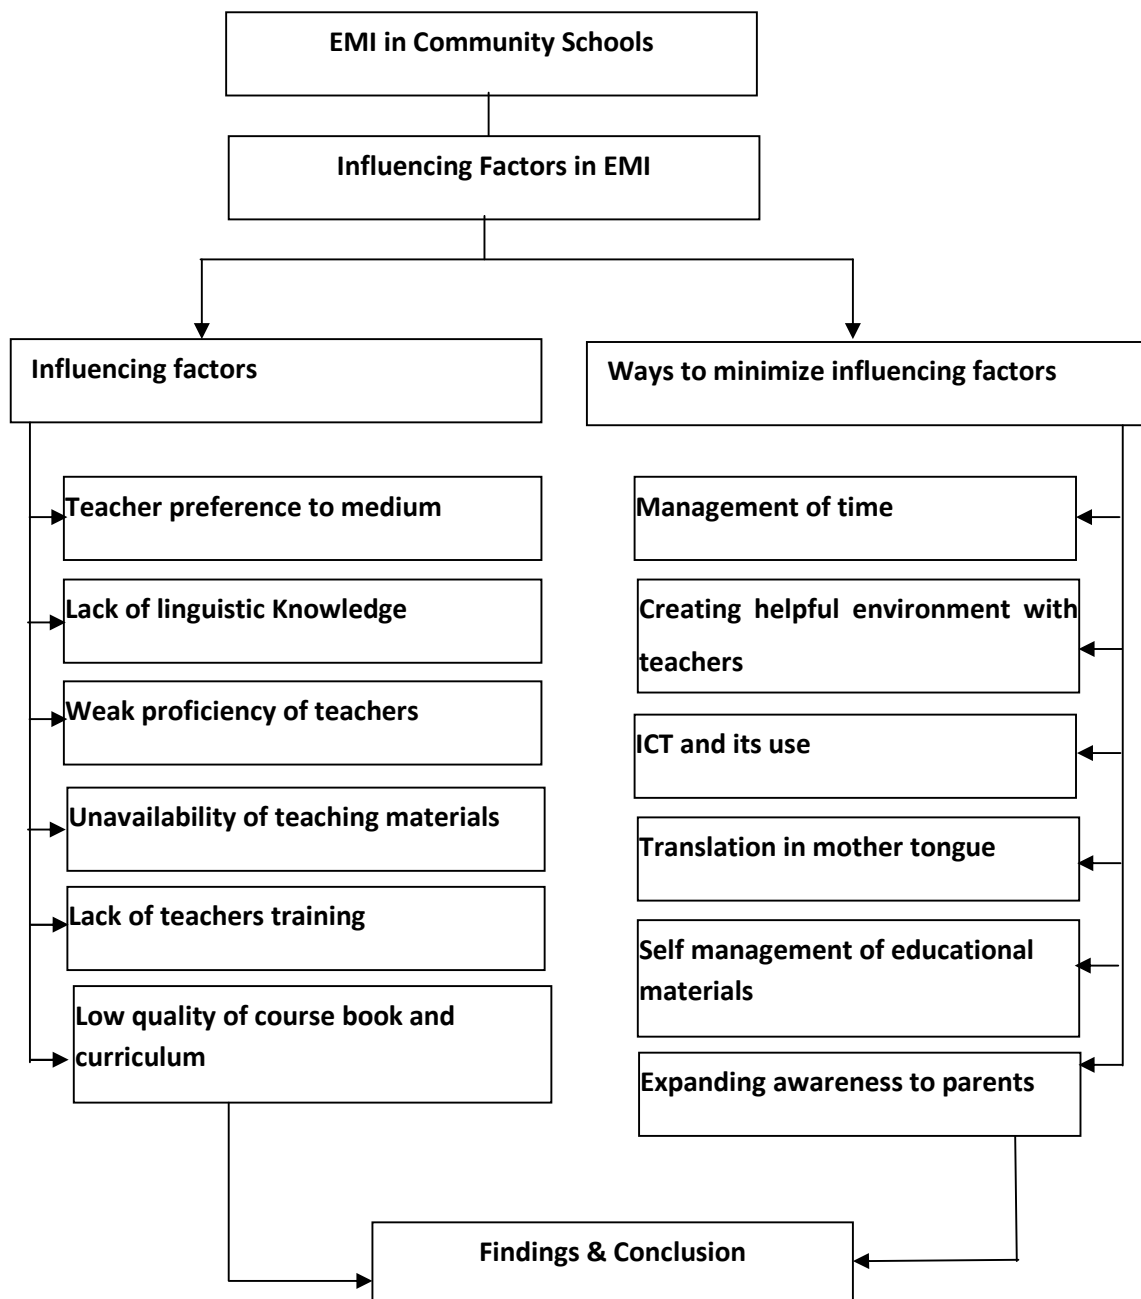 EMI in Community Schools
Influencing Factors in EMI
Influencing factors
Ways to minimize influencing factors
Teacher preference to medium
Lack of linguistic Knowledge
Weak proficiency of teachers
Unavailability of teaching materials
Lack of teachers training
Low quality of course book and
curriculum
Management of time
Creating helpful environment with
teachers
ICT and its use
Translation in mother tongue
Self management of educational
materials
Expanding awareness to parents
Findings & Conclusion